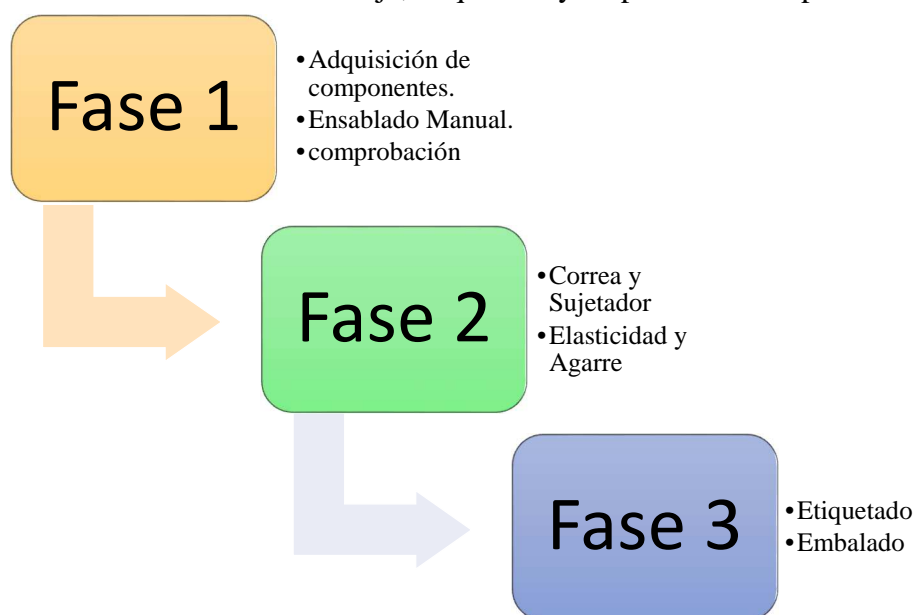 Fase 1
•Adquisición de
componentes.
•Ensablado Manual.
•comprobación
Fase 2
•Correa y
Sujetador
•Elasticidad y
Agarre
Fase 3
•Etiquetado
•Embalado